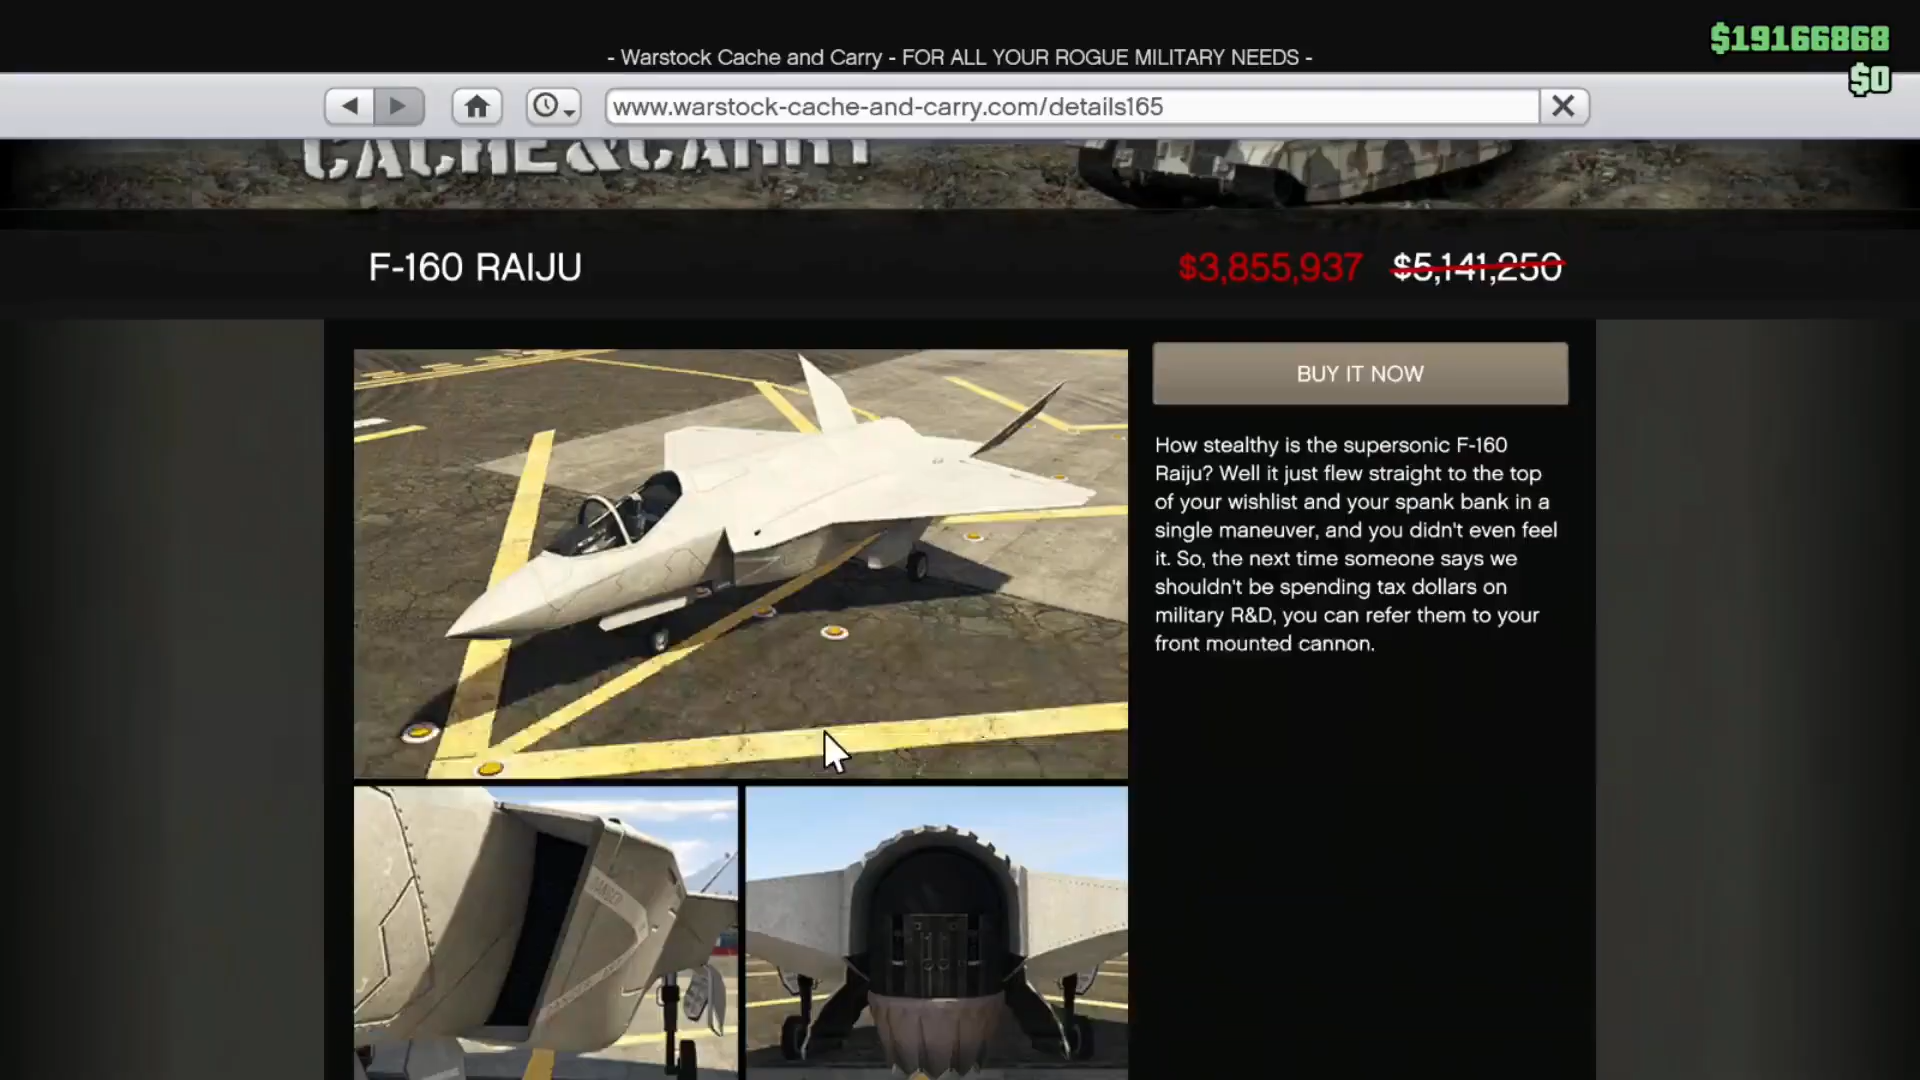 $19166868
$0
- Warstock Cache and Carry - FOR ALL YOUR ROGUE MILITARY NEEDS -
www.warstock-cache-and-carry.com/details165
CACHE&CARRY
F-160 RAIJU
$3,855,937 $5,141,250
BUY IT NOW
How stealthy is the supersonic F-160
Raiju? Well it just flew straight to the top
of your wishlist and your spank bank in a
single maneuver, and you didn't even feel
it. So, the next time someone says we
shouldn't be spending tax dollars on
military R&D, you can refer them to your
front mounted cannon.
DANGER